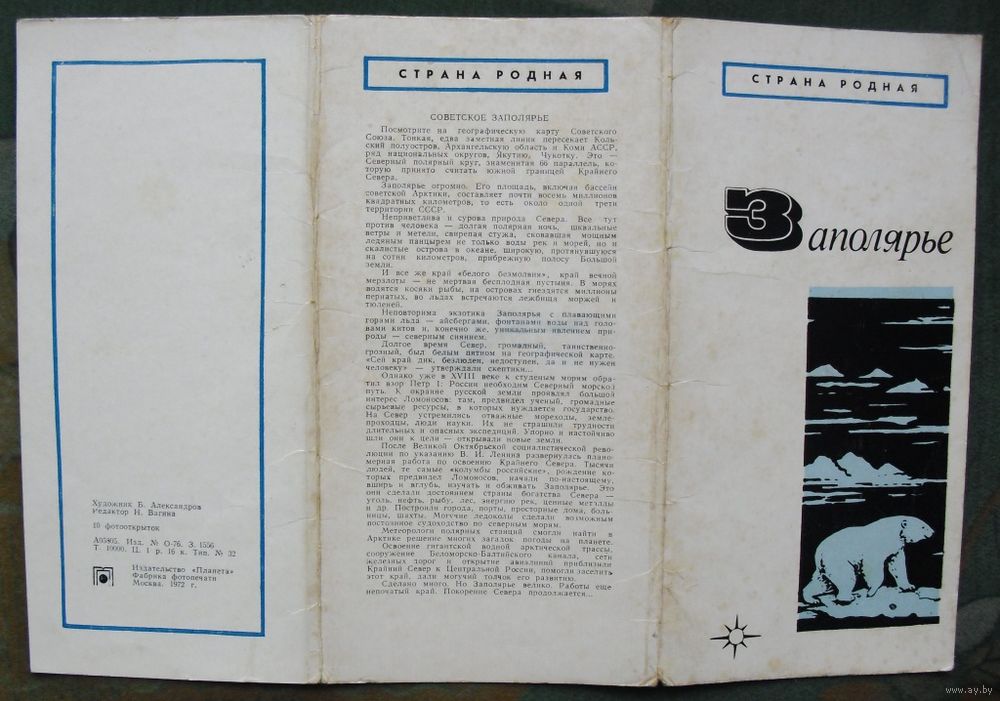 Художник Б. Александров
Редактор Н. Вагина
10 фотооткрыток
А05805. Изд. № О-76. З. 1556
Т. 10000. Ц. 1 р. 16 к. Тип. № 32
Издательство «Планета»
Фабрика фотопечати
Москва. 1972 г.
СТРАНА РОДНАЯ
СОВЕТСКОЕ ЗАПОЛЯРЬЕ
Посмотрите на географическую карту Советского
Союза. Тонкая, едва заметная линия пересекает Коль-
ский полуостров, Архангельскую область и Коми АССР,
ряд национальных округов, Якутию, Чукотку. Это —
Северный полярный круг, знаменитая 66 параллель, ко-
торую принято считать южной границей Крайнего
Севера.
Заполярье огромно. Его площадь, включая бассейн
советской Арктики, составляет почти восемь миллионов
квадратных километров, то есть около одной трети
территории СССР.
Неприветлива и сурова природа Севера. Все тут
против человека — долгая полярная ночь, шквальные
ветры и метели, свирепая стужа, сковавшая мощным
ледяным панцырем не только воды рек и морей, но и
скалистые острова в океане, широкую, протянувшуюся
на сотни километров, прибрежную полосу Большой
земли.
И все же край «белого безмолвия», край вечной
мерзлоты — не мертвая бесплодная пустыня. В морях
водятся косяки рыбы, на островах гнездятся миллионы
пернатых, во льдах встречаются лежбища моржей и
тюленей.
Неповторима экзотика Заполярья с плавающими
горами льда — айсбергами, фонтанами воды над голо-
вами китов и, конечно же, уникальным явлением при-
роды — северным сиянием.
Долгое время Север, громадный, таинственно-
грозный, был белым пятном на географической карте.
«Сей край дик, безлюден, недоступен, да и не нужен
человеку» — утверждали скептики...
Однако уже в XVIII веке к студеным морям обра-
тил взор Петр I: России необходим Северный морской
путь. К окраине русской земли проявлял большой
интерес Ломоносов: там, предвидел ученый, громадные
сырьевые ресурсы, в которых нуждается государство.
На Север устремились отважные мореходы, земле-
проходцы, люди науки. Их не страшили трудности
длительных и опасных экспедиций. Упорно и настойчиво
шли они к цели — открывали новые земли.
После Великой Октябрьской социалистической рево-
люции по указанию В. И. Ленина развернулась плано-
мерная работа по освоению Крайнего Севера. Тысячи
людей, те самые «колумбы российские», рождение ко-
торых предвидел Ломоносов, начали по-настоящему,
вширь и вглубь, изучать и обживать Заполярье. Это
они сделали достоянием страны богатства Севера —
уголь, нефть, рыбу, лес, энергию рек, ценные металлы
и др. Построили города, порты, просторные дома, боль-
ницы, шахты. Могучие ледоколы сделали возможным
постоянное судоходство по северным морям.
Метеорологи полярных станций смогли найти в
Арктике решение многих загадок погоды на планете.
Освоение гигантской водной арктической трассы,
сооружение Беломорско-Балтийского канала, сети
железных дорог и открытие авиалиний приблизили
Крайний Север к Центральной России, помогли заселить
этот край, дали могучий толчок его развитию.
Сделано много. Но Заполярье велико. Работы еще
непочатый край. Покорение Севера продолжается...
СТРАНА РОДНАЯ
Заполярье
www.ay.by